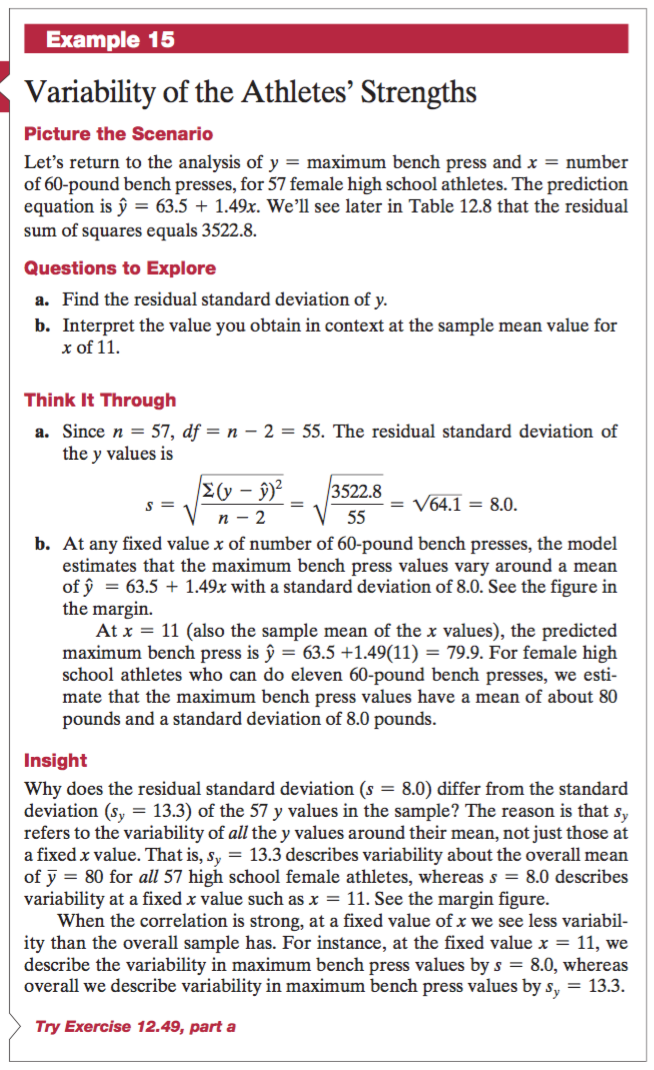 Example 15
Variability of the Athletes' Strengths
Picture the Scenario
Let's return to the analysis of y = maximum bench press and x = number
of 60-pound bench presses, for 57 female high school athletes. The prediction
equation is ŷ = 63.5 + 1.49x. We'll see later in Table 12.8 that the residual
sum of squares equals 3522.8.
Questions to Explore
a. Find the residual standard deviation of y.
b. Interpret the value you obtain in context at the sample mean value for
x of 11.
Think It Through
a. Since n = 57, df = n − 2 = 55. The residual standard deviation of
the y values is
s = √(Σ(y − ŷ)² / (n − 2)) = √(3522.8 / 55) = √64.1 = 8.0.
b. At any fixed value x of number of 60-pound bench presses, the model
estimates that the maximum bench press values vary around a mean
of ŷ = 63.5 + 1.49x with a standard deviation of 8.0. See the figure in
the margin.
At x = 11 (also the sample mean of the x values), the predicted
maximum bench press is ŷ = 63.5 +1.49(11) = 79.9. For female high
school athletes who can do eleven 60-pound bench presses, we esti-
mate that the maximum bench press values have a mean of about 80
pounds and a standard deviation of 8.0 pounds.
Insight
Why does the residual standard deviation (s = 8.0) differ from the standard
deviation (sy = 13.3) of the 57 y values in the sample? The reason is that sy
refers to the variability of all the y values around their mean, not just those at
a fixed x value. That is, sy = 13.3 describes variability about the overall mean
of ȳ = 80 for all 57 high school female athletes, whereas s = 8.0 describes
variability at a fixed x value such as x = 11. See the margin figure.
When the correlation is strong, at a fixed value of x we see less variabil-
ity than the overall sample has. For instance, at the fixed value x = 11, we
describe the variability in maximum bench press values by s = 8.0, whereas
overall we describe variability in maximum bench press values by sy = 13.3.
Try Exercise 12.49, part a